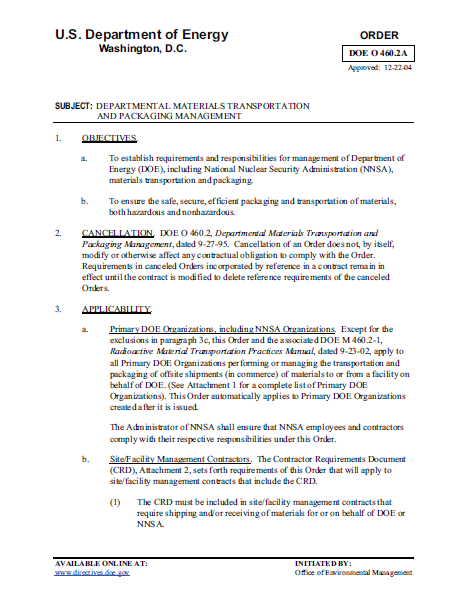 U.S. Department of Energy
Washington, D.C.
ORDER
DOE O 460.2A
Approved: 12-22-04
SUBJECT: DEPARTMENTAL MATERIALS TRANSPORTATION
AND PACKAGING MANAGEMENT
1. OBJECTIVES.
a. To establish requirements and responsibilities for management of Department of
Energy (DOE), including National Nuclear Security Administration (NNSA),
materials transportation and packaging.
b. To ensure the safe, secure, efficient packaging and transportation of materials,
both hazardous and nonhazardous.
2. CANCELLATION. DOE O 460.2, Departmental Materials Transportation and
Packaging Management, dated 9-27-95. Cancellation of an Order does not, by itself,
modify or otherwise affect any contractual obligation to comply with the Order.
Requirements in canceled Orders incorporated by reference in a contract remain in
effect until the contract is modified to delete reference requirements of the canceled
Orders.
3. APPLICABILITY.
a. Primary DOE Organizations, including NNSA Organizations. Except for the
exclusions in paragraph 3c, this Order and the associated DOE M 460.2-1,
Radioactive Material Transportation Practices Manual, dated 9-23-02, apply to
all Primary DOE Organizations performing or managing the transportation and
packaging of offsite shipments (in commerce) of materials to or from a facility on
behalf of DOE. (See Attachment 1 for a complete list of Primary DOE
Organizations). This Order automatically applies to Primary DOE Organizations
created after it is issued.
The Administrator of NNSA shall ensure that NNSA employees and contractors
comply with their respective responsibilities under this Order.
b. Site/Facility Management Contractors. The Contractor Requirements Document
(CRD), Attachment 2, sets forth requirements of this Order that will apply to
site/facility management contracts that include the CRD.
(1) The CRD must be included in site/facility management contracts that
require shipping and/or receiving of materials for or on behalf of DOE or
NNSA.
AVAILABLE ONLINE AT:
www.directives.doe.gov
INITIATED BY:
Office of Environmental Management